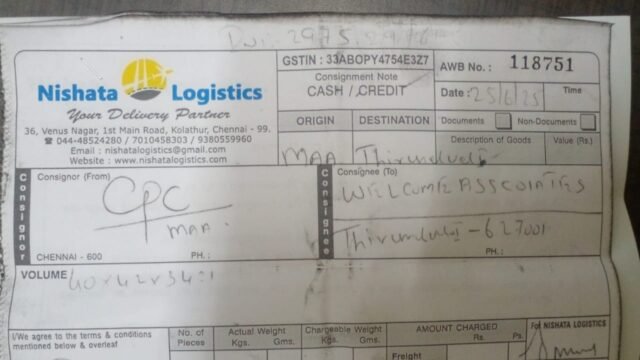 GSTIN : 33ABOPY4754E3Z7
AWB No. : 118751
Consignment Note
CASH / CREDIT
Date : 25/6/25
Time
Nishata Logistics
Your Delivery Partner
36, Venus Nagar, 1st Main Road, Kolathur, Chennai - 99.
☎ 044-48524280 / 7010458303 / 9380559960
Email : nishatalogistics@gmail.com
Website : www.nishatalogistics.com
ORIGIN
DESTINATION
Documents
Non-Documents
Description of Goods
Value (Rs.)
MAA
Consignor
Consignor (From)
CPC
MAA
CHENNAI - 600
PH. :
Consignee
Consignee (To)
WELCOME ASSCOIATES
627001
PH. :
VOLUME
40x42x34:1
I/We agree to the terms & conditions
mentioned below & overleaf
No. of
Pieces
Actual Weight
Kgs. Gms.
Chargeable Weight
Kgs. Gms.
AMOUNT CHARGED
Rs. Ps.
Freight
For NISHATA LOGISTICS